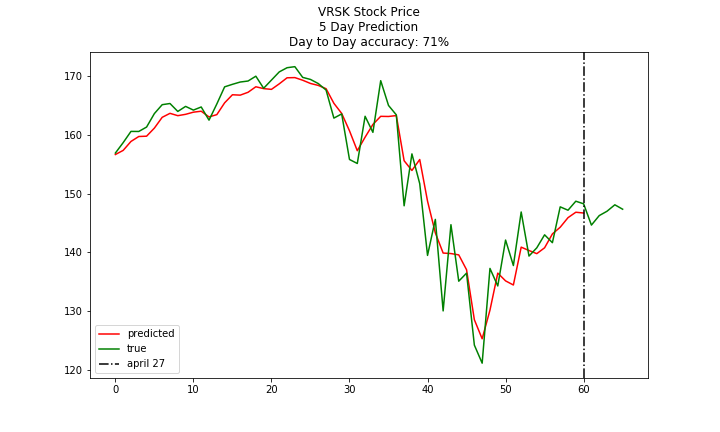 VRSK Stock Price
5 Day Prediction
Day to Day accuracy: 71%
170
160
150
140
130
120
predicted
true
april 27
0 10 20 30 40 50 60